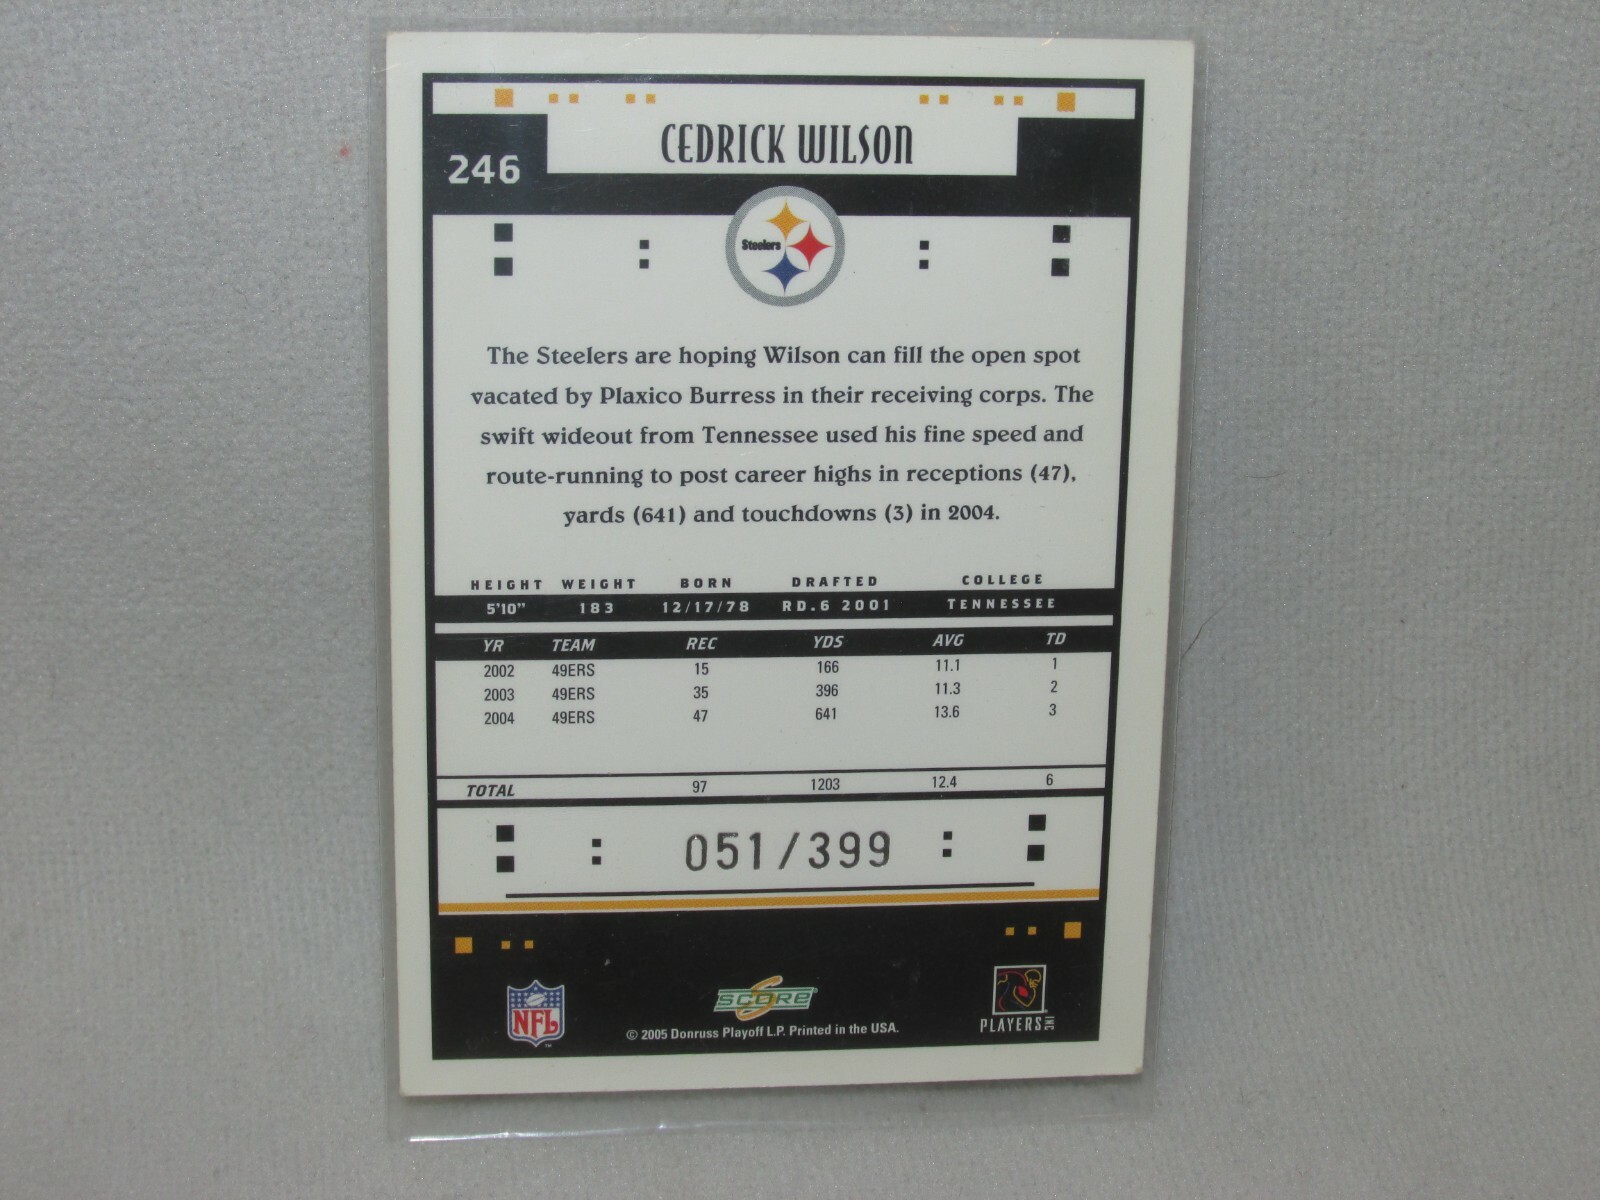 CEDRICK WILSON
246
Steelers
The Steelers are hoping Wilson can fill the open spot
vacated by Plaxico Burress in their receiving corps. The
swift wideout from Tennessee used his fine speed and
route-running to post career highs in receptions (47),
yards (641) and touchdowns (3) in 2004.
HEIGHT WEIGHT BORN DRAFTED COLLEGE
5'10" 183 12/17/78 RD.6 2001 TENNESSEE
YR TEAM REC YDS AVG TD
2002 49ERS 15 166 11.1 1
2003 49ERS 35 396 11.3 2
2004 49ERS 47 641 13.6 3
TOTAL 97 1203 12.4 6
051/399
NFL
SCORE
PLAYERS INC
© 2005 Donruss Playoff L.P. Printed in the USA.